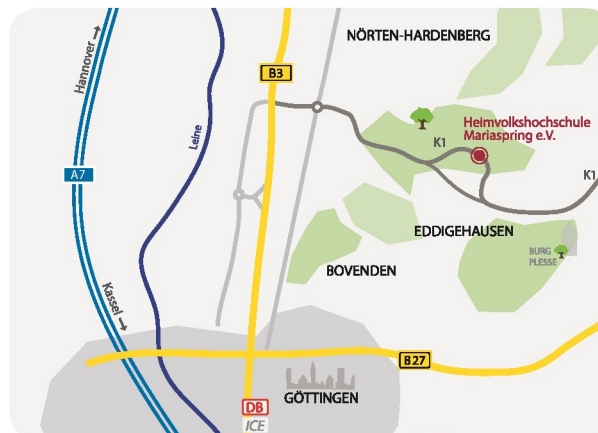 Hannover →
NÖRTEN-HARDENBERG
B3
Heimvolkshochschule
Mariaspring e.V.
Leine
K1
K1
A7
EDDIGEHAUSEN
BURG
PLESSE
BOVENDEN
Kassel →
B27
GÖTTINGEN
DB
ICE